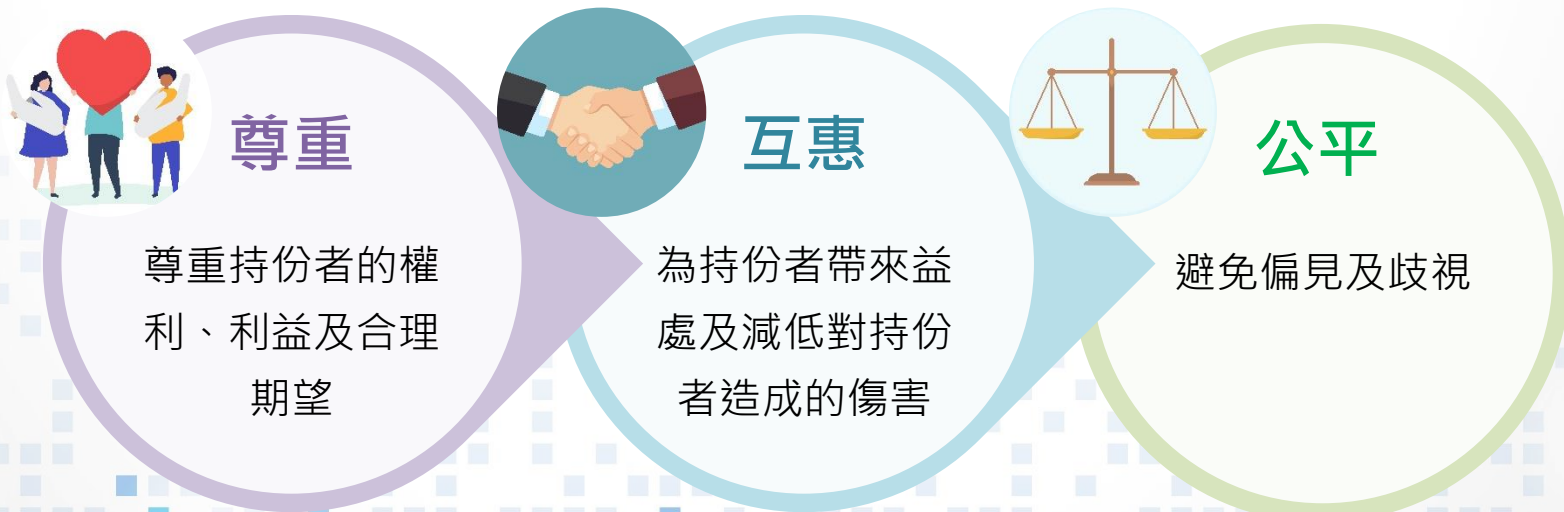 尊重
尊重持份者的權
利、利益及合理
期望
互惠
為持份者帶來益
處及減低對持份
者造成的傷害
公平
避免偏見及歧視